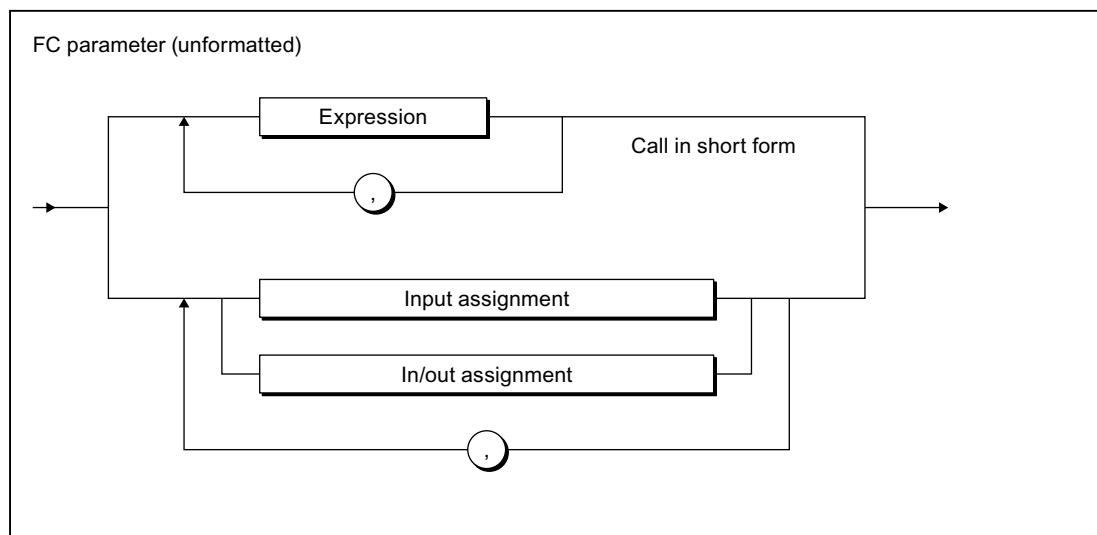 FC parameter (unformatted)
Expression
Call in short form
,
Input assignment
In/out assignment
,